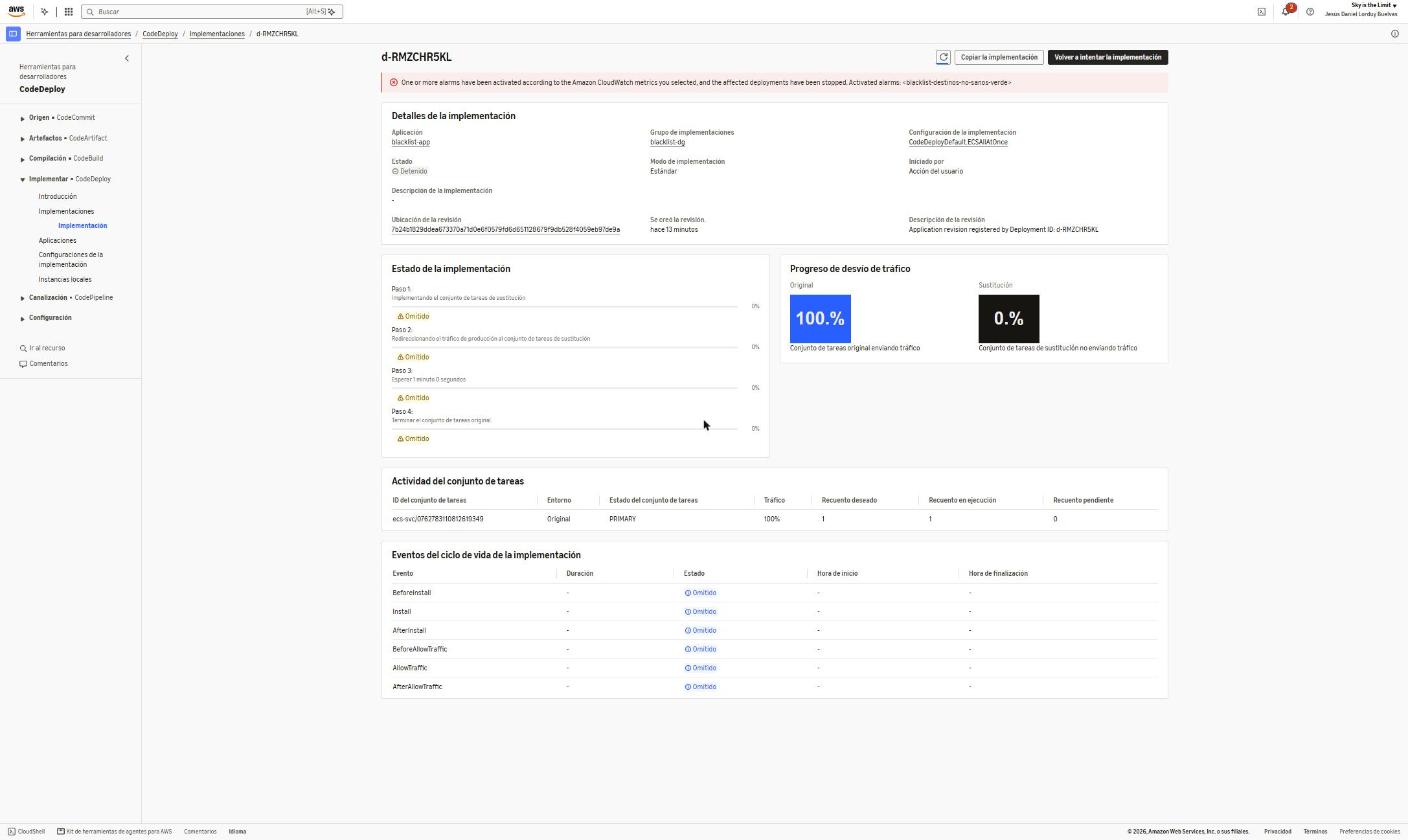 aws
Buscar [Alt+S]
2
Sky is the Limit
Jesus Daniel Lorduy Buelvas
Herramientas para desarrolladores / CodeDeploy / Implementaciones / d-RMZCHR5KL
Herramientas para desarrolladores
CodeDeploy
Origen • CodeCommit
Artefactos • CodeArtifact
Compilación • CodeBuild
Implementar • CodeDeploy
Introducción
Implementaciones
Implementación
Aplicaciones
Configuraciones de la implementación
Instancias locales
Canalización • CodePipeline
Configuración
Ir al recurso
Comentarios
d-RMZCHR5KL
Copiar la implementación
Volver a intentar la implementación
One or more alarms have been activated according to the Amazon CloudWatch metrics you selected, and the affected deployments have been stopped. Activated alarms: <blacklist-destinos-no-sanos-verde>
Detalles de la implementación
Aplicación Grupo de implementaciones Configuración de la implementación
blacklist-app blacklist-dg CodeDeployDefault.ECSAllAtOnce
Estado Modo de implementación Iniciado por
Detenido Estándar Acción del usuario
Descripción de la implementación
-
Ubicación de la revisión Se creó la revisión. Descripción de la revisión
7b24b1829ddea673370a71d0e6f0579fd6d651128679f9db528f4059eb97de9a hace 13 minutos Application revision registered by Deployment ID: d-RMZCHR5KL
Estado de la implementación
Paso 1:
Implementando el conjunto de tareas de sustitución
0%
Omitido
Paso 2:
Redireccionando el tráfico de producción al conjunto de tareas de sustitución
0%
Omitido
Paso 3:
Esperar 1 minuto 0 segundos
0%
Omitido
Paso 4:
Terminar el conjunto de tareas original
0%
Omitido
Progreso de desvío de tráfico
Original Sustitución
100.% 0.%
Conjunto de tareas original enviando tráfico Conjunto de tareas de sustitución no enviando tráfico
Actividad del conjunto de tareas
ID del conjunto de tareas Entorno Estado del conjunto de tareas Tráfico Recuento deseado Recuento en ejecución Recuento pendiente
ecs-svc/0762783110812619349 Original PRIMARY 100% 1 1 0
Eventos del ciclo de vida de la implementación
Evento Duración Estado Hora de inicio Hora de finalización
BeforeInstall - Omitido - -
Install - Omitido - -
AfterInstall - Omitido - -
BeforeAllowTraffic - Omitido - -
AllowTraffic - Omitido - -
AfterAllowTraffic - Omitido - -
CloudShell Kit de herramientas de agentes para AWS Comentarios Idioma © 2026, Amazon Web Services, Inc. o sus filiales. Privacidad Términos Preferencias de cookies